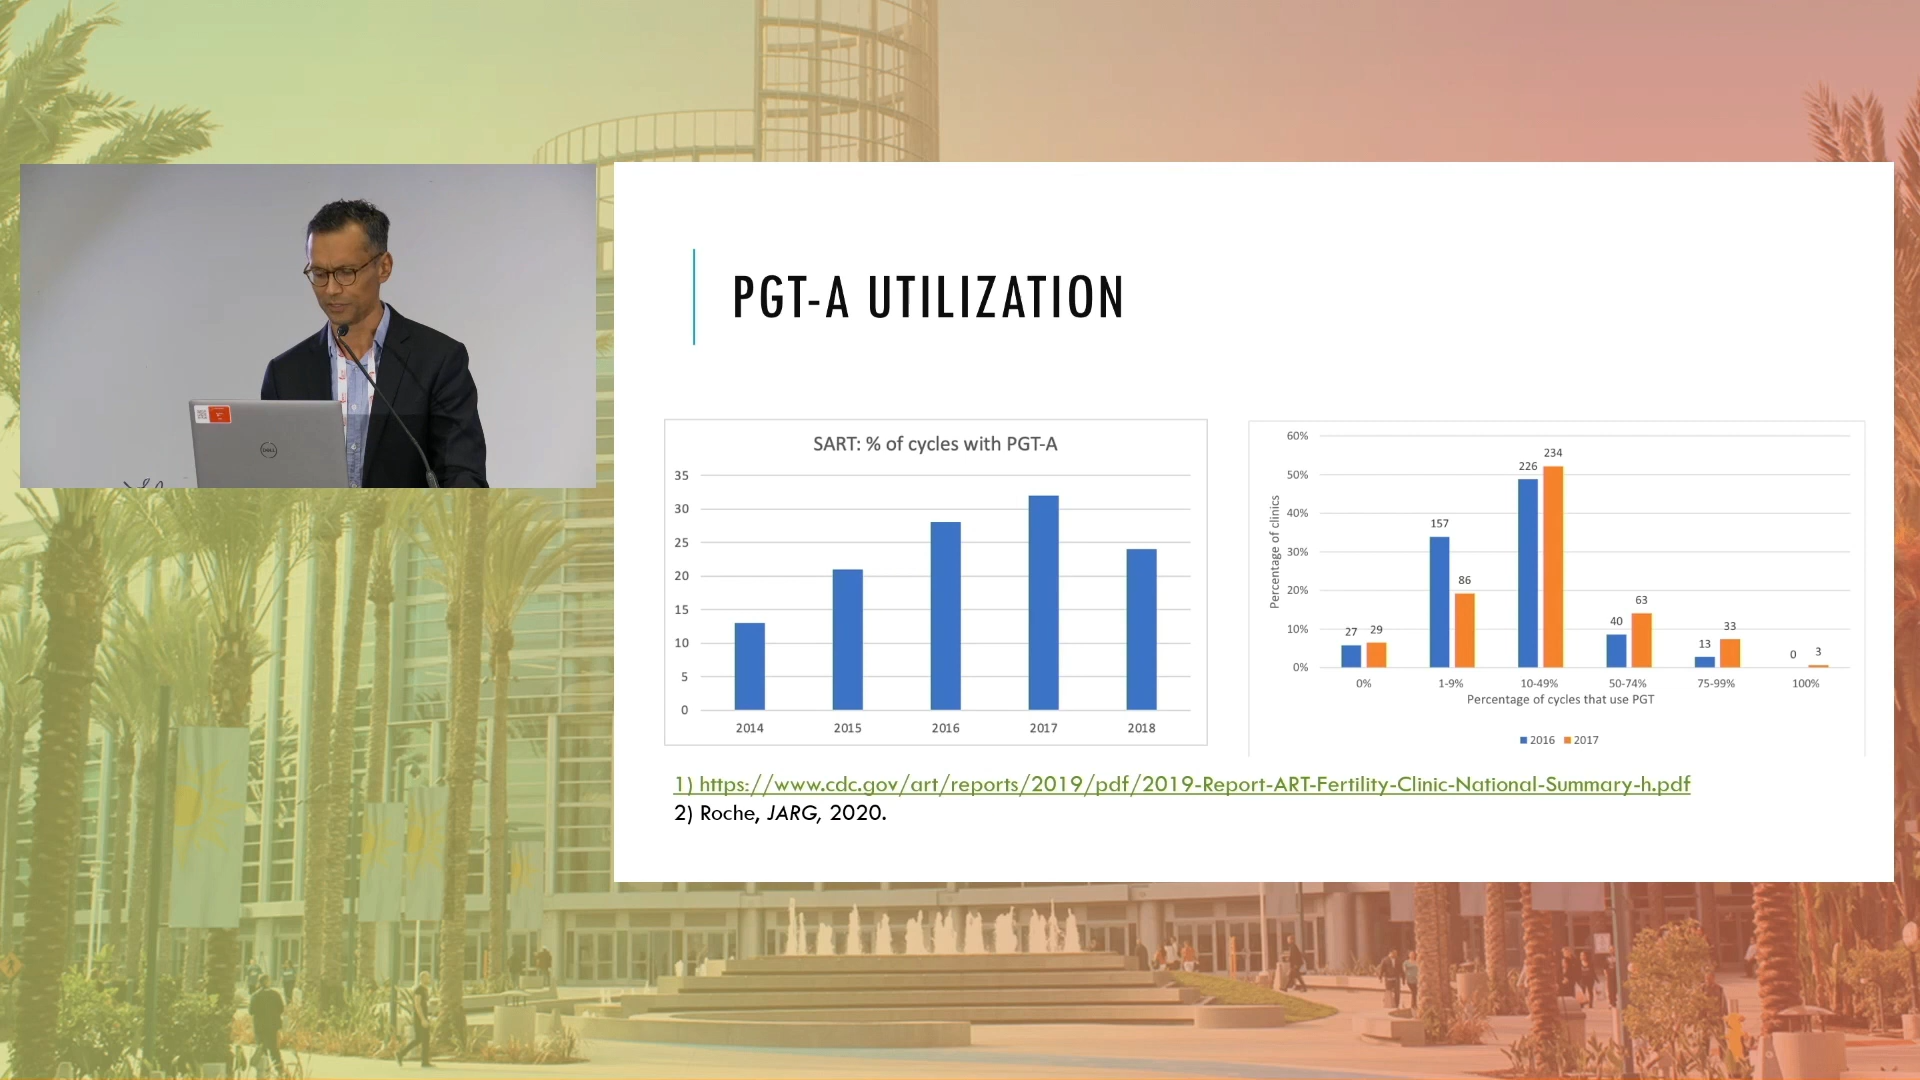 PGT-A UTILIZATION
SART: % of cycles with PGT-A
35
30
25
20
15
10
5
0
2014 2015 2016 2017 2018
60%
50%
40%
30%
20%
10%
0%
Percentage of clinics
27 29 157 86 226 234 40 63 13 33 0 3
0% 1-9% 10-49% 50-74% 75-99% 100%
Percentage of cycles that use PGT
2016 2017
1) https://www.cdc.gov/art/reports/2019/pdf/2019-Report-ART-Fertility-Clinic-National-Summary-h.pdf
2) Roche, JARG, 2020.
DELL